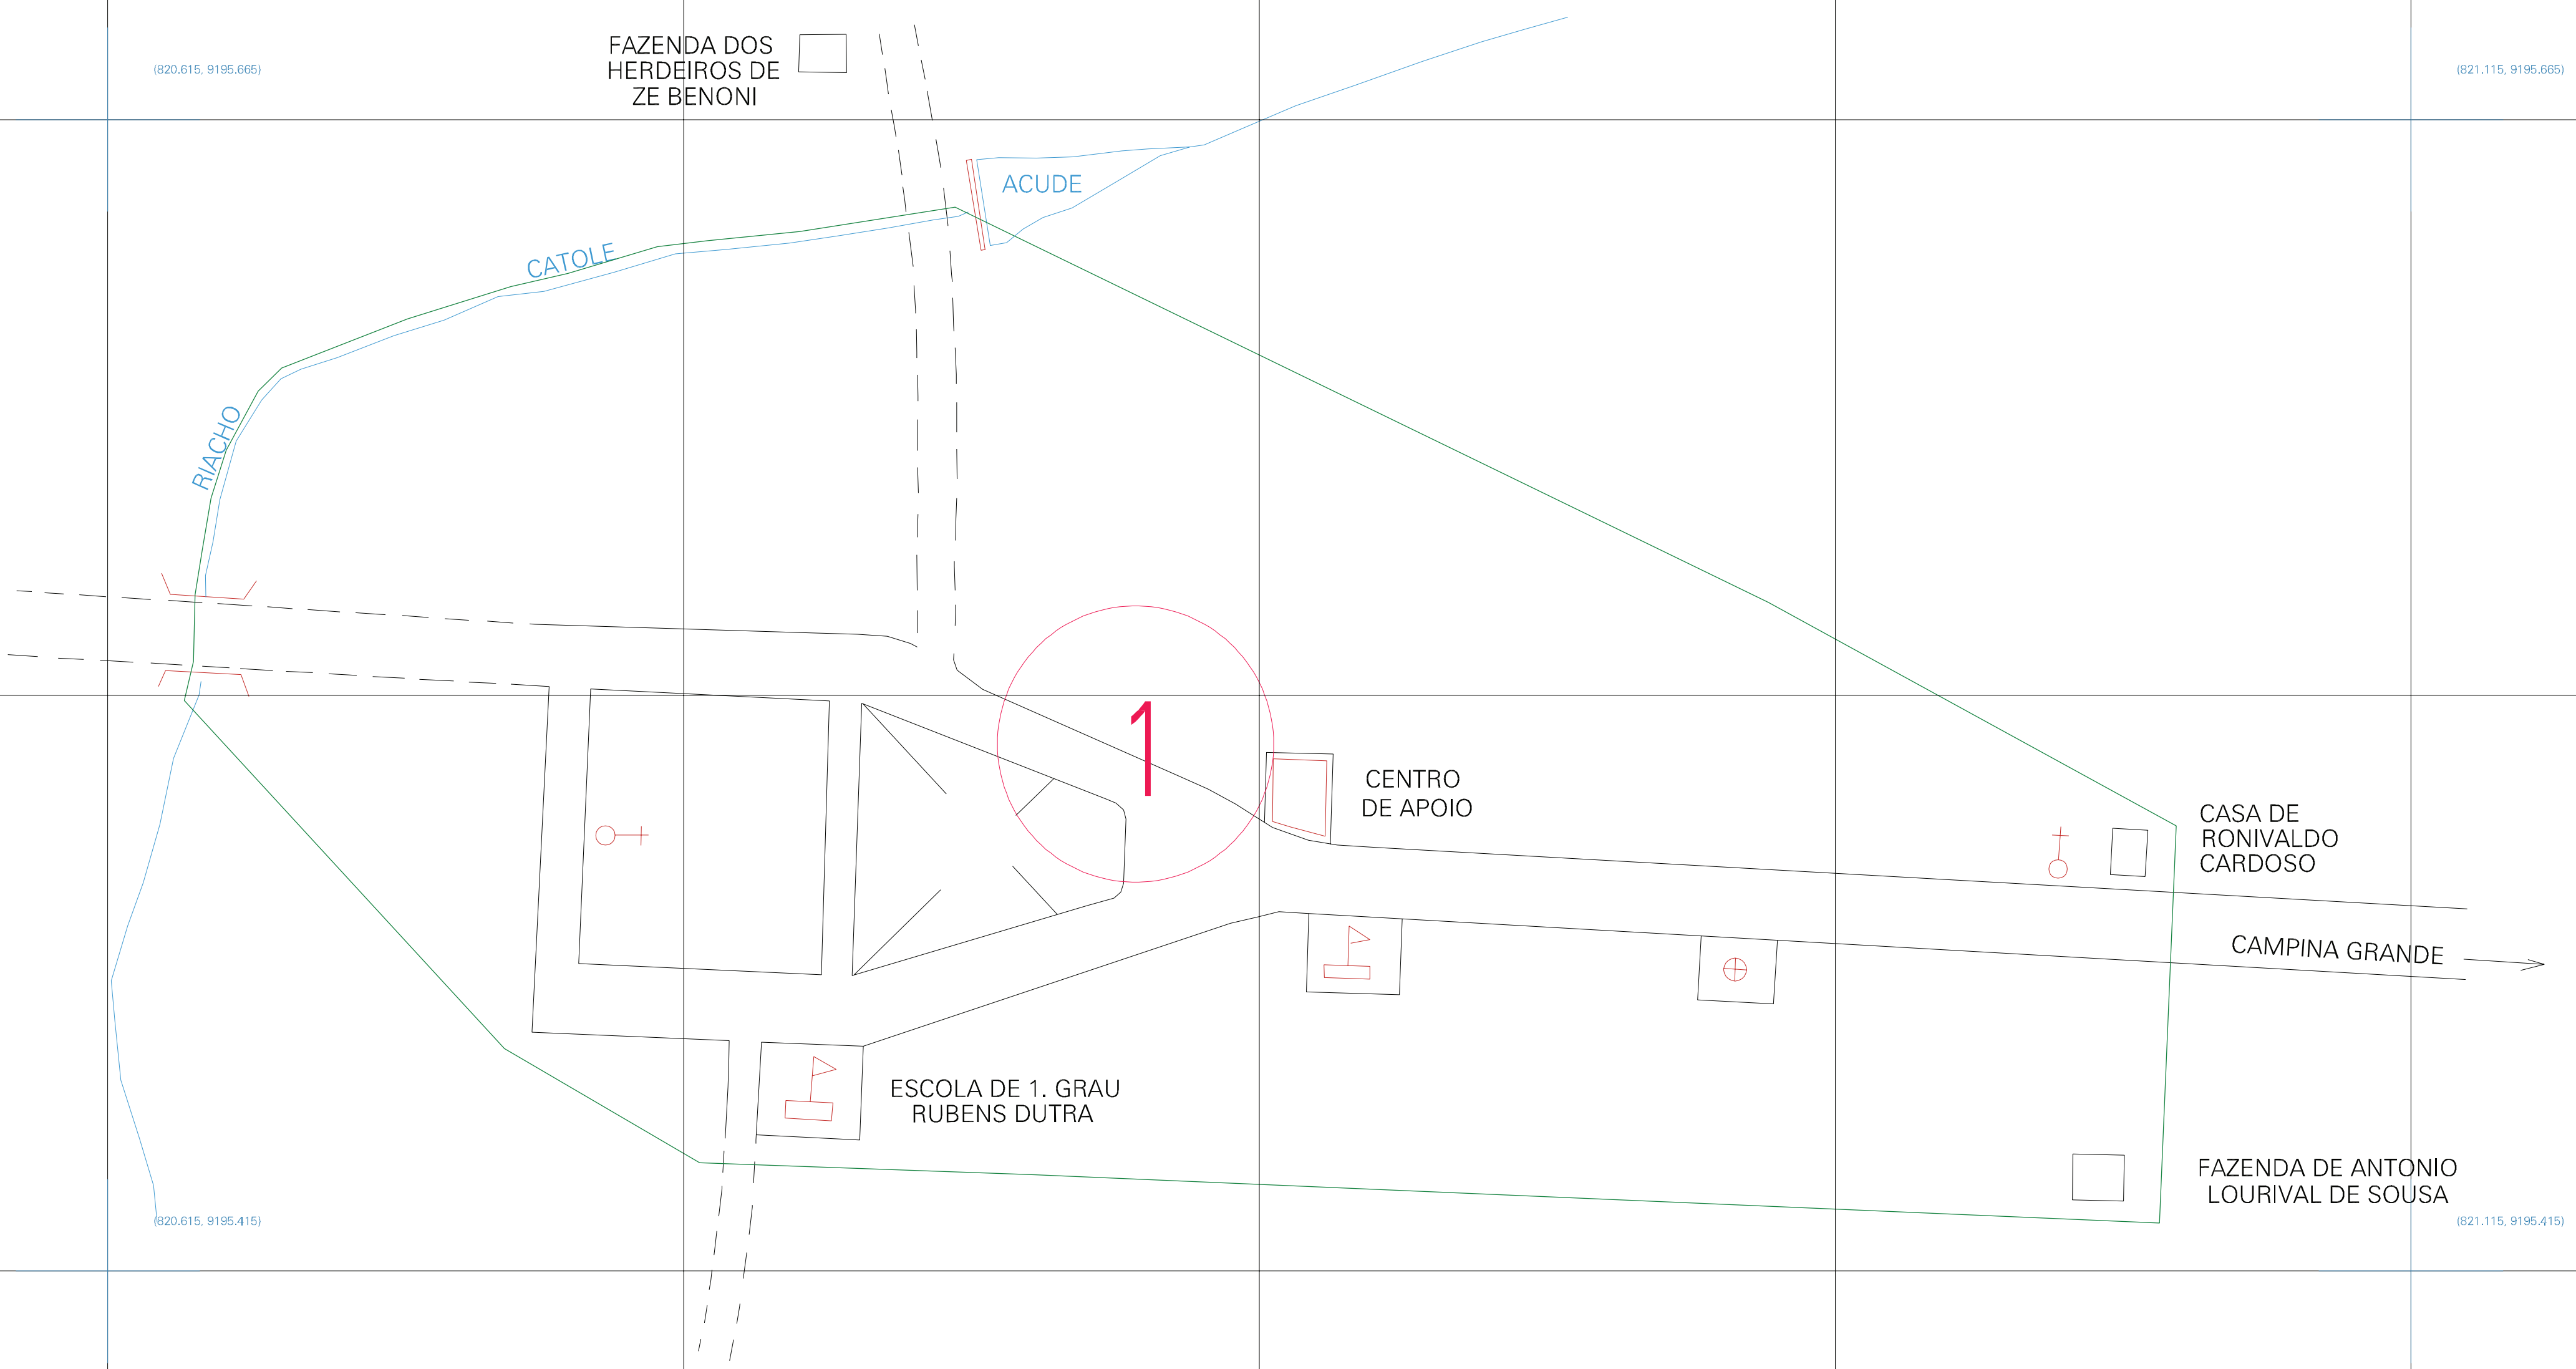 FAZENDA DOS
HERDEIROS DE
ZE BENONI
(820.615, 9195.665)
(821.115, 9195.665)
ACUDE
CATOLE
RIACHO
1
CENTRO
DE APOIO
CASA DE
RONIVALDO
CARDOSO
CAMPINA GRANDE
ESCOLA DE 1. GRAU
RUBENS DUTRA
FAZENDA DE ANTONIO
LOURIVAL DE SOUSA
(820.615, 9195.415)
(821.115, 9195.415)